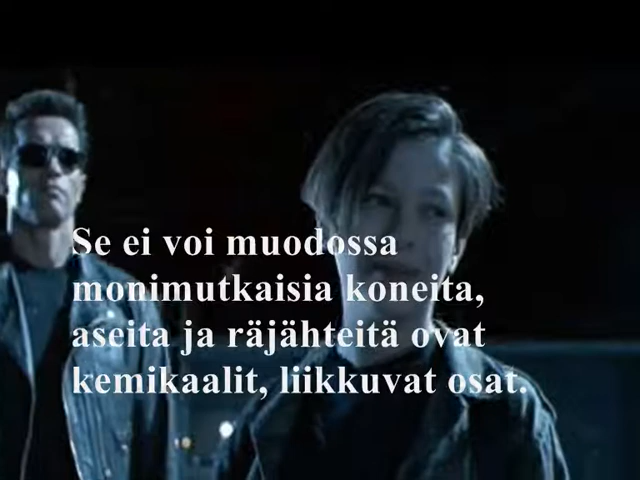 Se ei voi muodossa
monimutkaisia koneita,
aseita ja räjähteitä ovat
kemikaalit, liikkuvat osat.